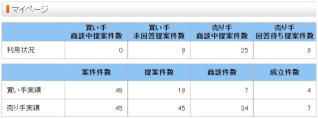 マイページ
買い手
商談中提案件数
買い手
未回答提案件数
売り手
商談中提案件数
売り手
回答待ち提案件数
利用状況 0 8 25 8
案件件数 提案件数 商談件数 成立件数
買い手実績 49 18 7 4
売り手実績 45 45 34 7